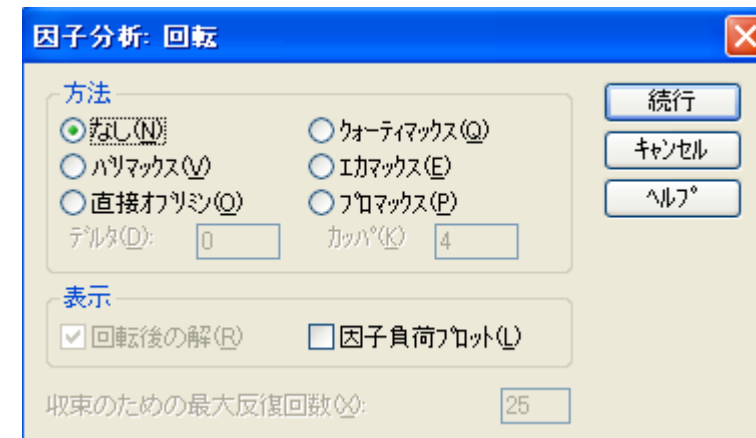 因子分析: 回転
方法
なし(N)
ｸｫｰﾃｨﾏｯｸｽ(Q)
ﾊﾞﾘﾏｯｸｽ(V)
ｴｶﾏｯｸｽ(E)
直接ｵﾌﾞﾘﾐﾝ(O)
ﾌﾟﾛﾏｯｸｽ(P)
ﾃﾞﾙﾀ(D): 0
ｶｯﾊﾟ(K) 4
表示
回転後の解(R)
因子負荷ﾌﾟﾛｯﾄ(L)
収束のための最大反復回数(X): 25
続行
ｷｬﾝｾﾙ
ﾍﾙﾌﾟ